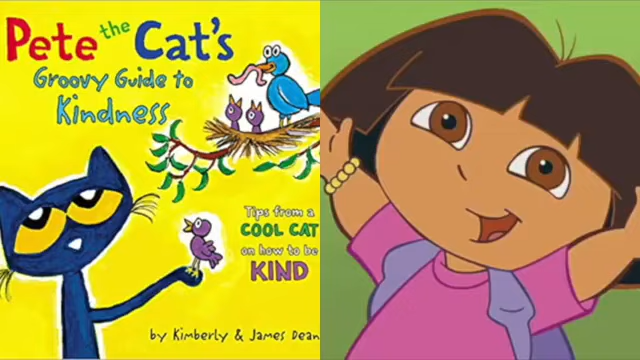 Pete the Cat's
Groovy Guide to
Kindness
Tips from a
COOL CAT
on how to be
KIND
by Kimberly & James Dean